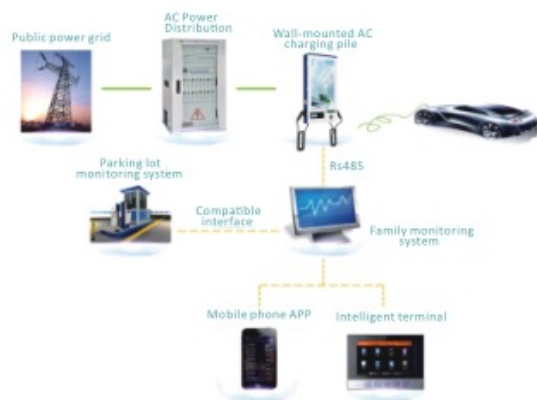 AC Power
Distribution
Wall-mounted AC
charging pile
Public power grid
Parking lot
monitoring system
Rs485
Compatible
interface
Family monitoring
system
Mobile phone APP
Intelligent terminal